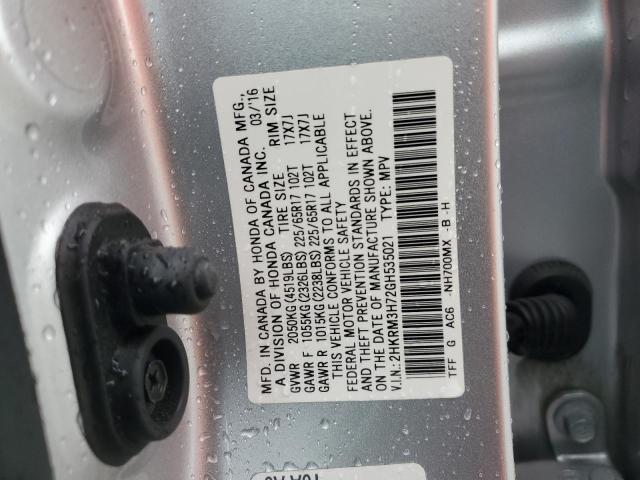 MFD. IN CANADA BY HONDA OF CANADA MFG.,
A DIVISION OF HONDA CANADA INC. 03/'16
TIRE SIZE RIM SIZE
GVWR 2050KG(4519LBS)
GAWR F 1055KG(2326LBS) 225/65R17 102T 17X7J
GAWR R 1015KG(2238LBS) 225/65R17 102T 17X7J
THIS VEHICLE CONFORMS TO ALL APPLICABLE
FEDERAL MOTOR VEHICLE SAFETY
AND THEFT PREVENTION STANDARDS IN EFFECT
ON THE DATE OF MANUFACTURE SHOWN ABOVE.
V.I.N.:2HKRM3H72GH535021 TYPE: MPV
TFF G AC6 -NH700MX -B -H